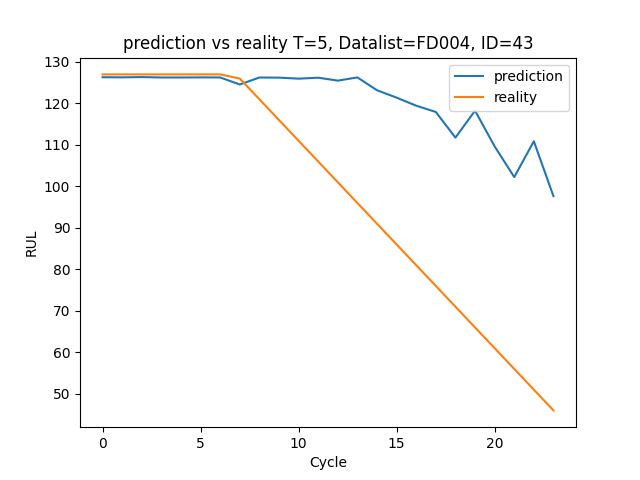 prediction vs reality T=5, Datalist=FD004, ID=43
130
120
110
100
90
80
70
60
50
RUL
prediction
reality
0
5
10
15
20
Cycle